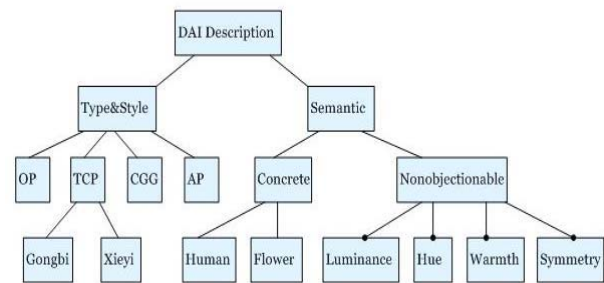 DAI Description
Type&Style
Semantic
OP
TCP
CGG
AP
Concrete
Nonobjectionable
Gongbi
Xieyi
Human
Flower
Luminance
Hue
Warmth
Symmetry